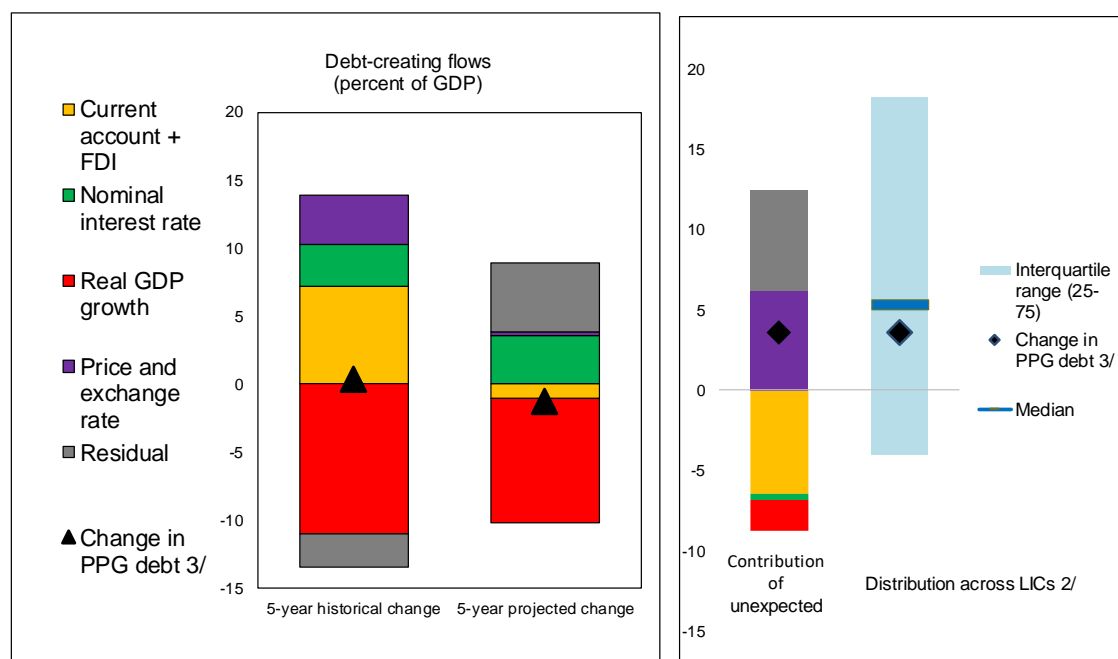 Debt-creating flows
(percent of GDP)
Current
account +
FDI
Nominal
interest rate
Real GDP
growth
Price and
exchange rate
Residual
Change in
PPG debt 3/
20
15
10
5
0
-5
-10
-15
5-year historical change
5-year projected change
20
15
10
5
0
-5
-10
-15
Contribution
of
unexpected
Distribution across LICs 2/
Interquartile
range (25-
75)
Change in
PPG debt 3/
Median